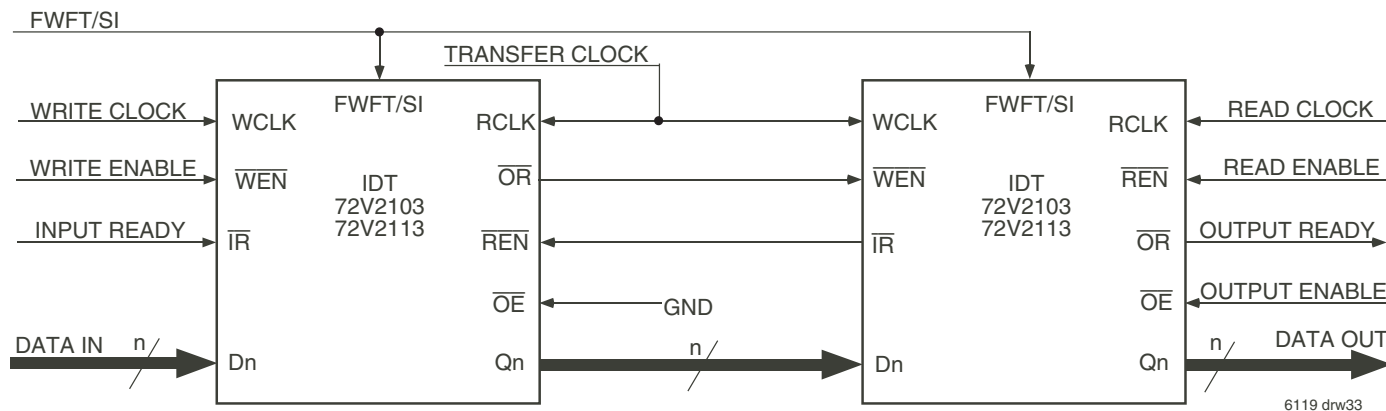 FWFT/SI
TRANSFER CLOCK
FWFT/SI
FWFT/SI
WRITE CLOCK
WCLK
RCLK
WCLK
RCLK
READ CLOCK
WRITE ENABLE
WEN
IDT
72V2103
72V2113
OR
WEN
IDT
72V2103
72V2113
REN
READ ENABLE
INPUT READY
IR
REN
IR
OR
OUTPUT READY
OE
GND
OE
OUTPUT ENABLE
DATA IN
n
Dn
Qn
n
Dn
Qn
n
DATA OUT
6119 drw33